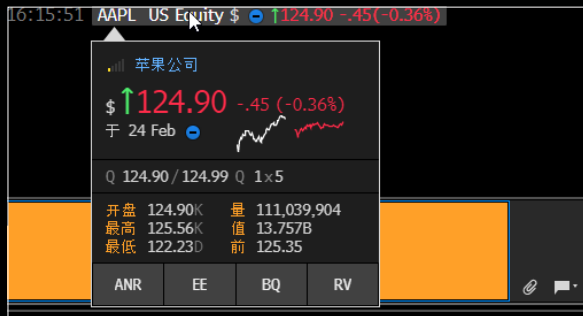 16:15:51 AAPL US Equity $ ↑124.90 -.45(-0.36%)
苹果公司
$↑124.90 -.45 (-0.36%)
于 24 Feb
Q 124.90/124.99 Q 1x5
开盘 124.90K 量 111,039,904
最高 125.56K 值 13.757B
最低 122.23D 前 125.35
ANR EE BQ RV